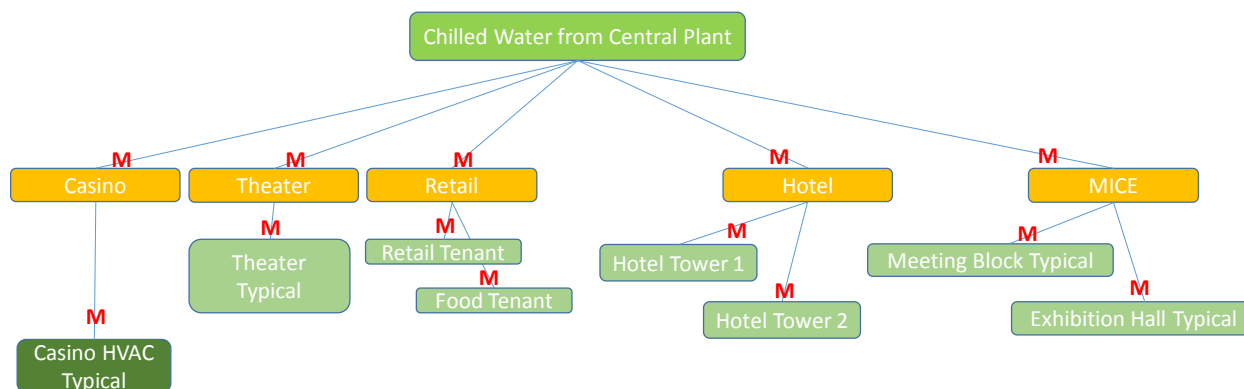 Chilled Water from Central Plant
M M M M M
Casino Theater Retail Hotel MICE
M M M M
Retail Tenant Hotel Tower 1 Meeting Block Typical
Theater
Typical
M M M
Food Tenant Hotel Tower 2 Exhibition Hall Typical
M
Casino HVAC
Typical